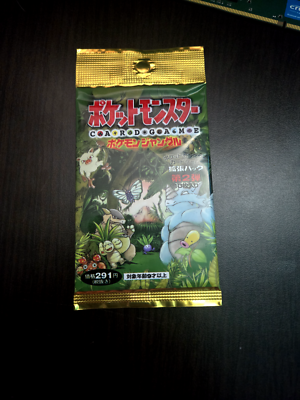 ポケットモンスター
CARD GAME
ポケモンジャングル
拡張パック
第2弾
価格291円
対象年齢6才以上